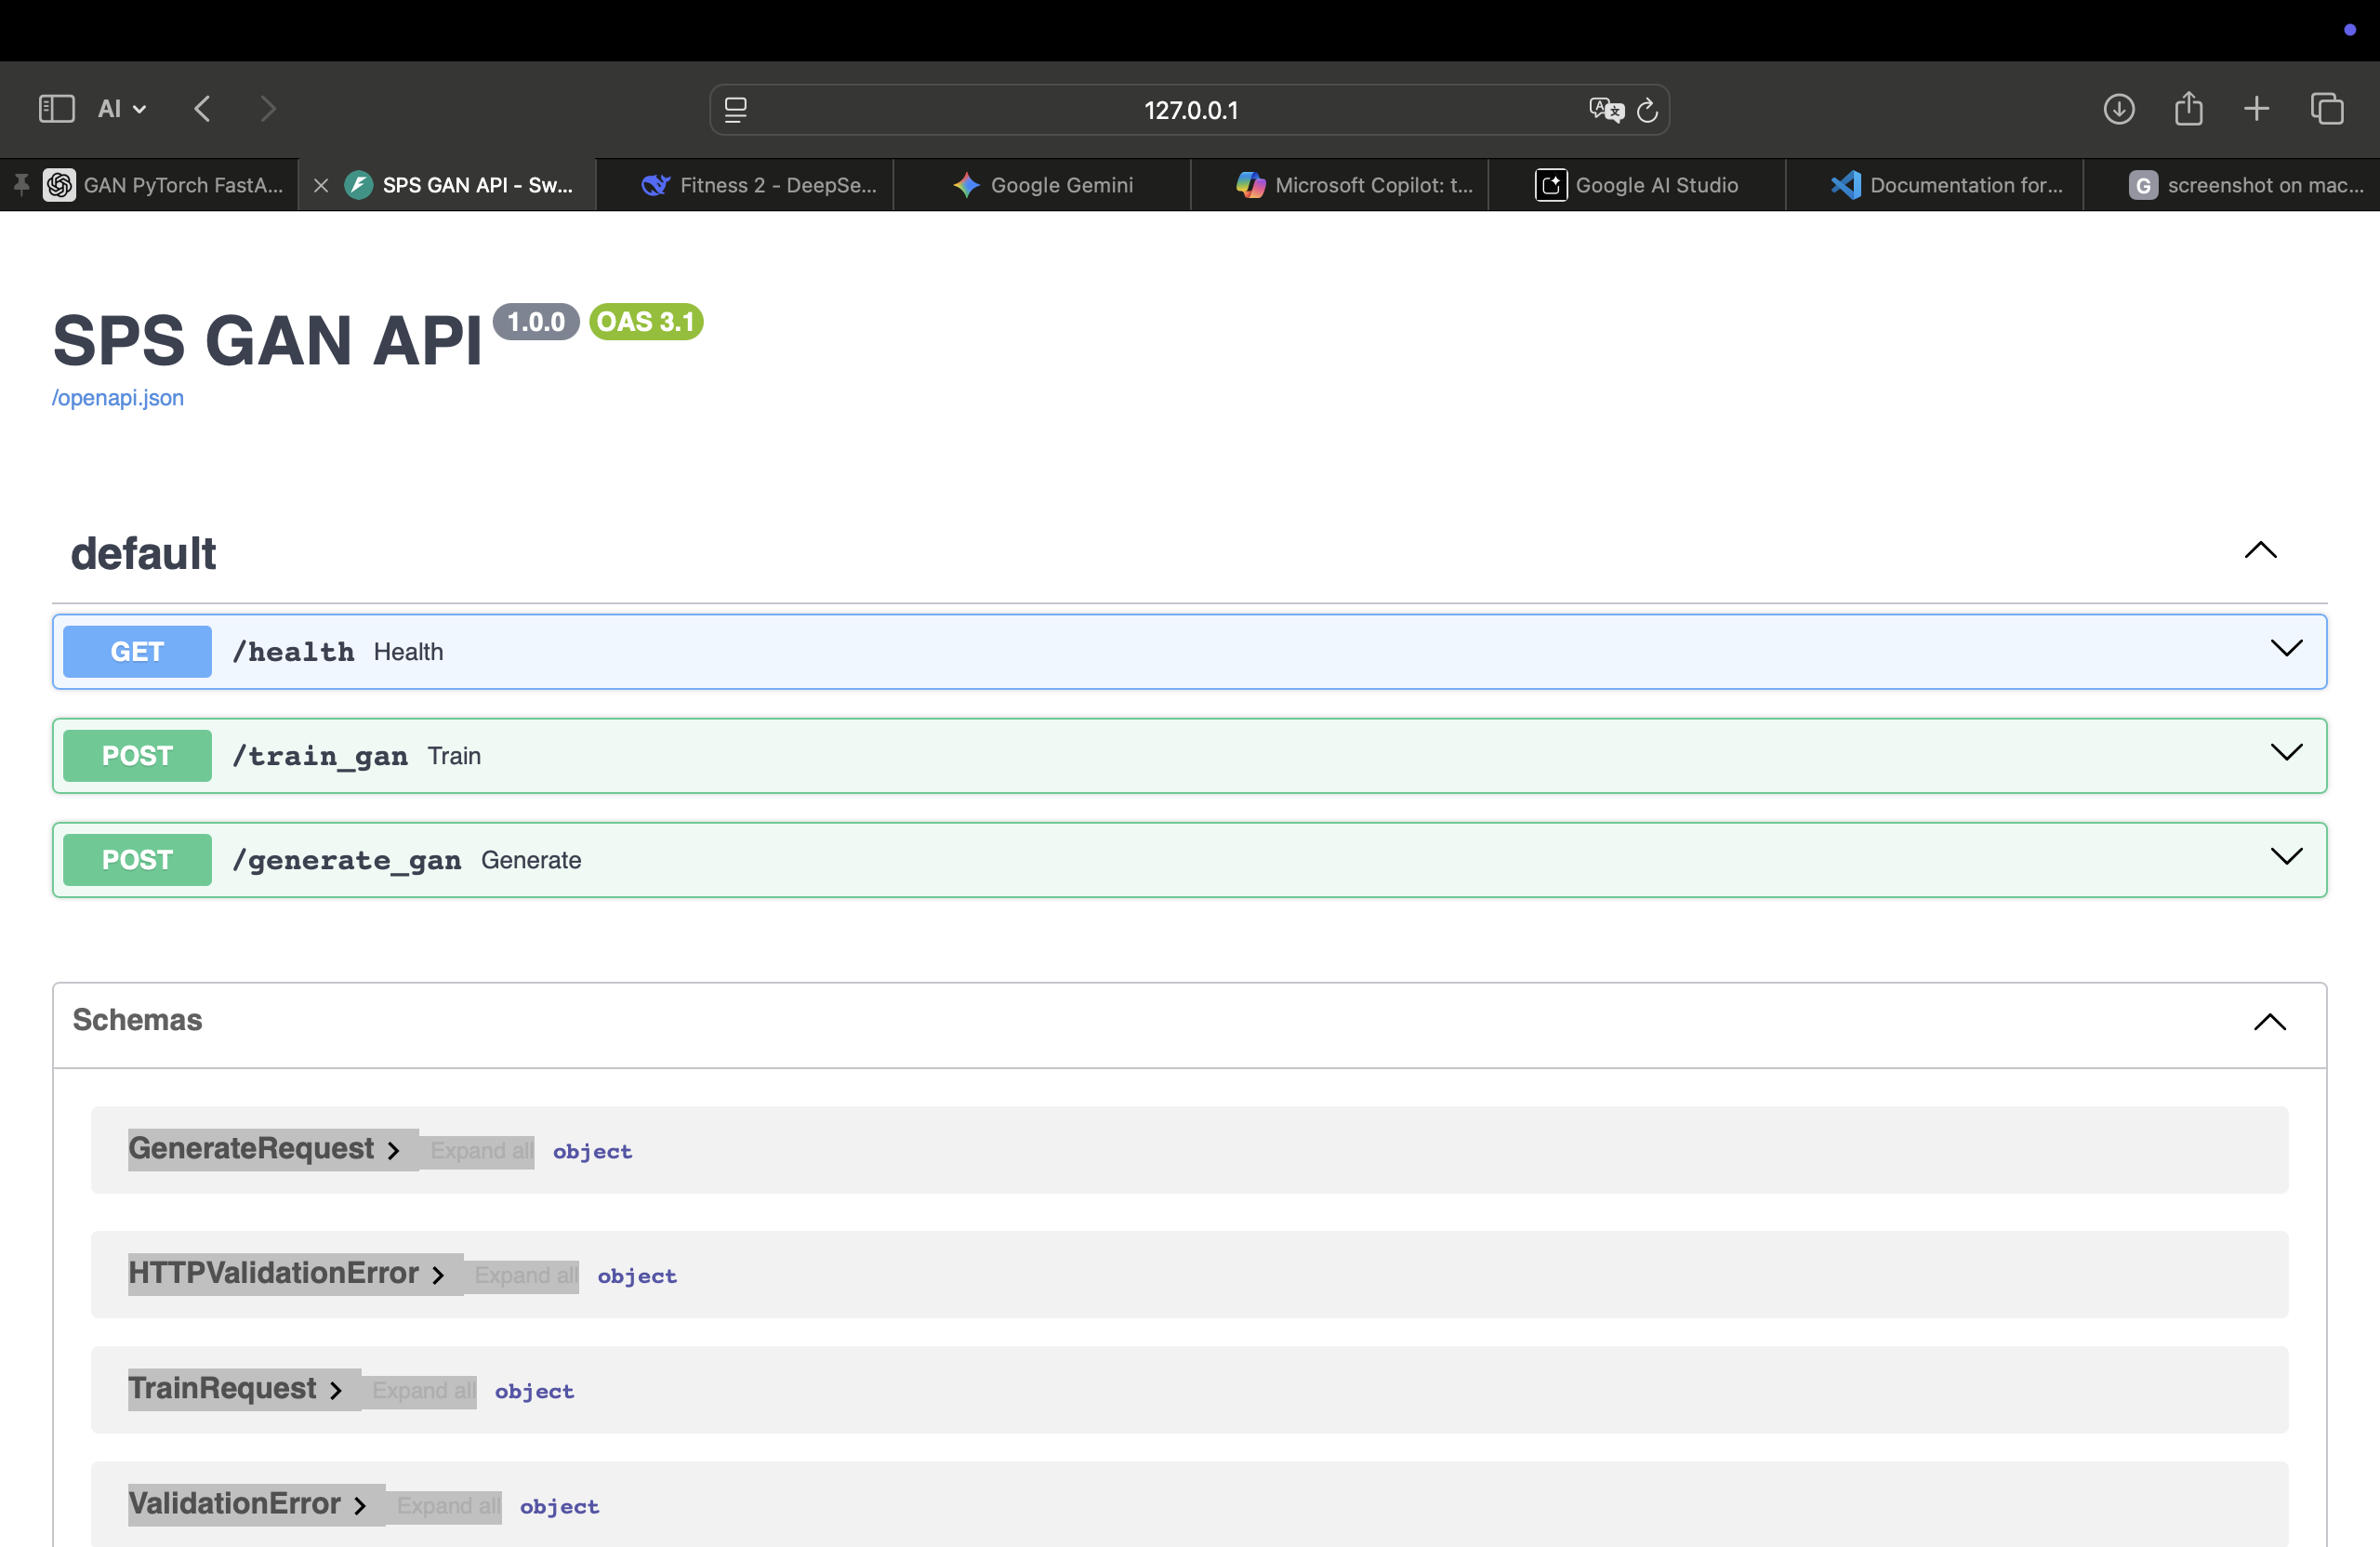 AI
127.0.0.1
GAN PyTorch FastA...
SPS GAN API - Sw...
Fitness 2 - DeepSe...
Google Gemini
Microsoft Copilot: t...
Google AI Studio
Documentation for...
G screenshot on mac...
SPS GAN API 1.0.0 OAS 3.1
/openapi.json
default
GET /health Health
POST /train_gan Train
POST /generate_gan Generate
Schemas
GenerateRequest Expand all object
HTTPValidationError Expand all object
TrainRequest Expand all object
ValidationError Expand all object